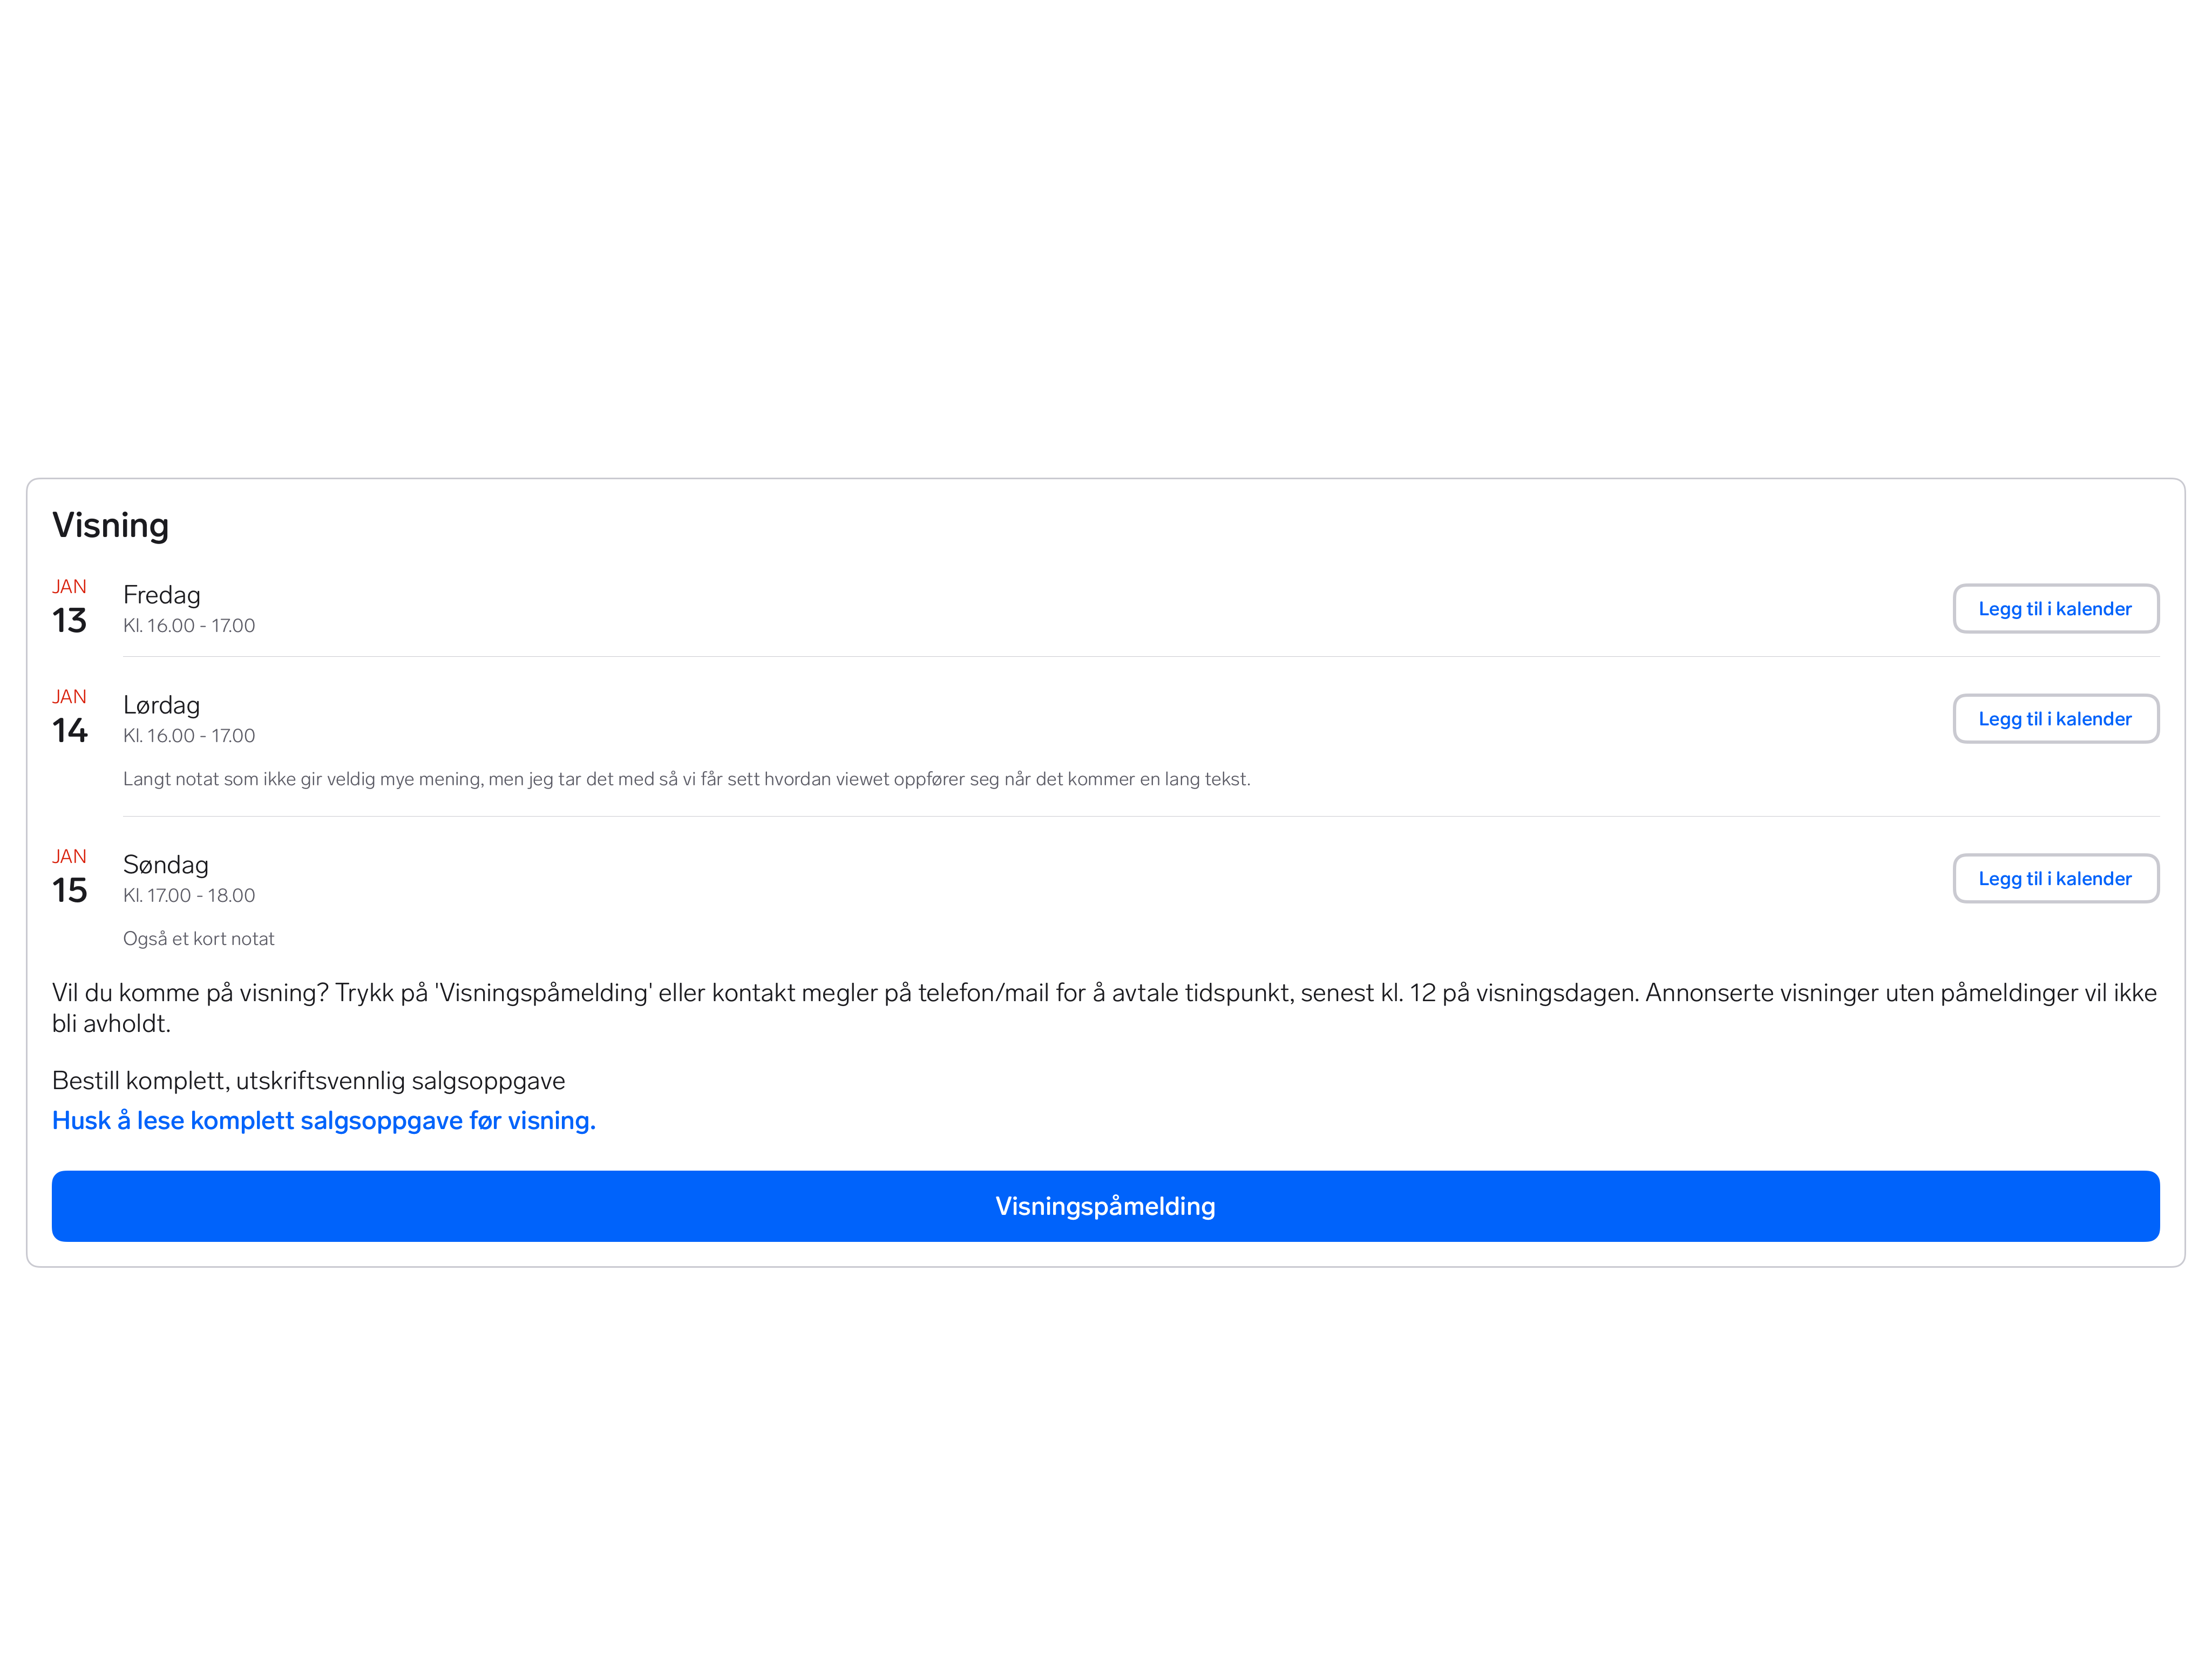 Visning
JAN
13
Fredag
Kl. 16.00 - 17.00
Legg til i kalender
JAN
14
Lørdag
Kl. 16.00 - 17.00
Legg til i kalender
Langt notat som ikke gir veldig mye mening, men jeg tar det med så vi får sett hvordan viewet oppfører seg når det kommer en lang tekst.
JAN
15
Søndag
Kl. 17.00 - 18.00
Legg til i kalender
Også et kort notat
Vil du komme på visning? Trykk på 'Visningspåmelding' eller kontakt megler på telefon/mail for å avtale tidspunkt, senest kl. 12 på visningsdagen. Annonserte visninger uten påmeldinger vil ikke
bli avholdt.
Bestill komplett, utskriftsvennlig salgsoppgave
Husk å lese komplett salgsoppgave før visning.
Visningspåmelding